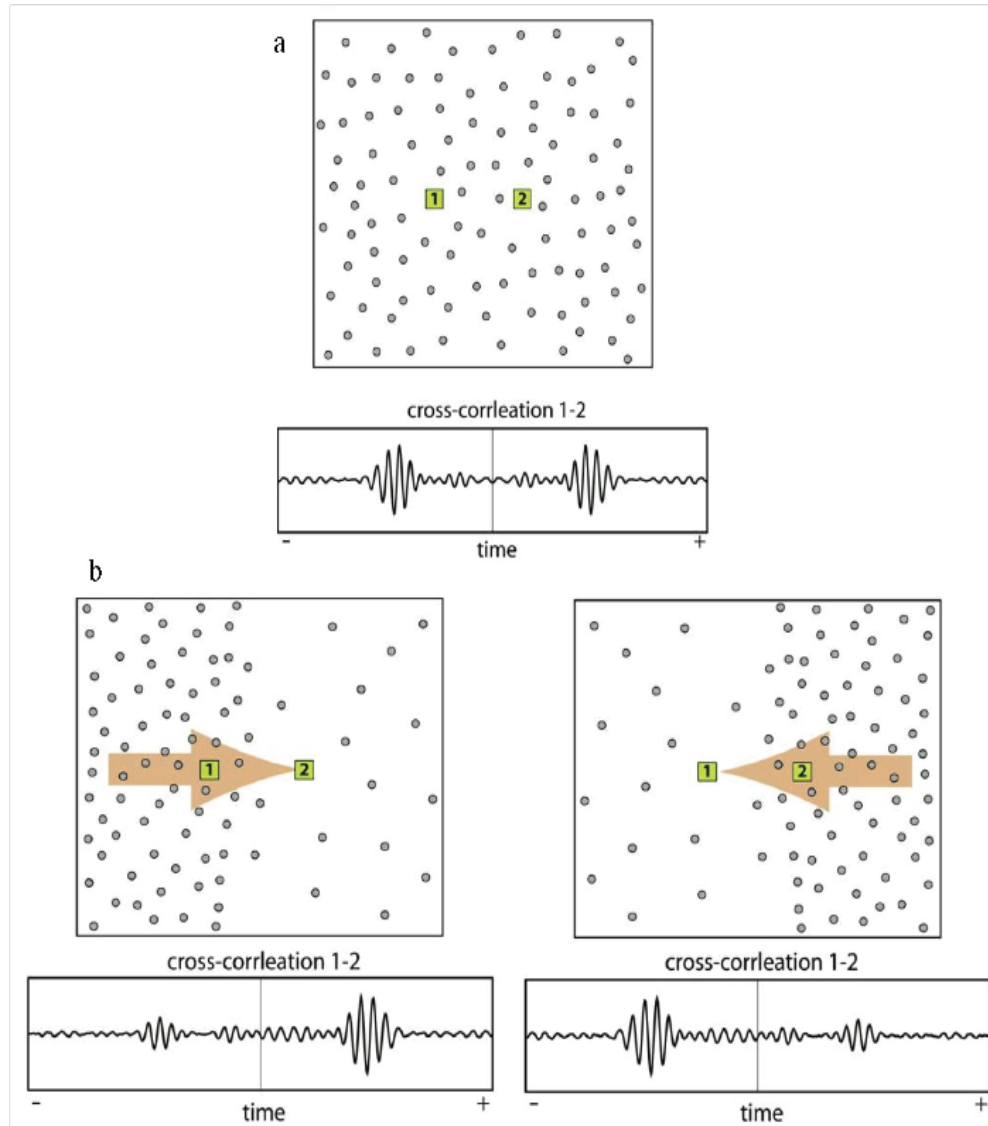 a
1 2
cross-corrleation 1-2
- time +
b
1 2
1 2
cross-corrleation 1-2
cross-corrleation 1-2
- time +
- time +